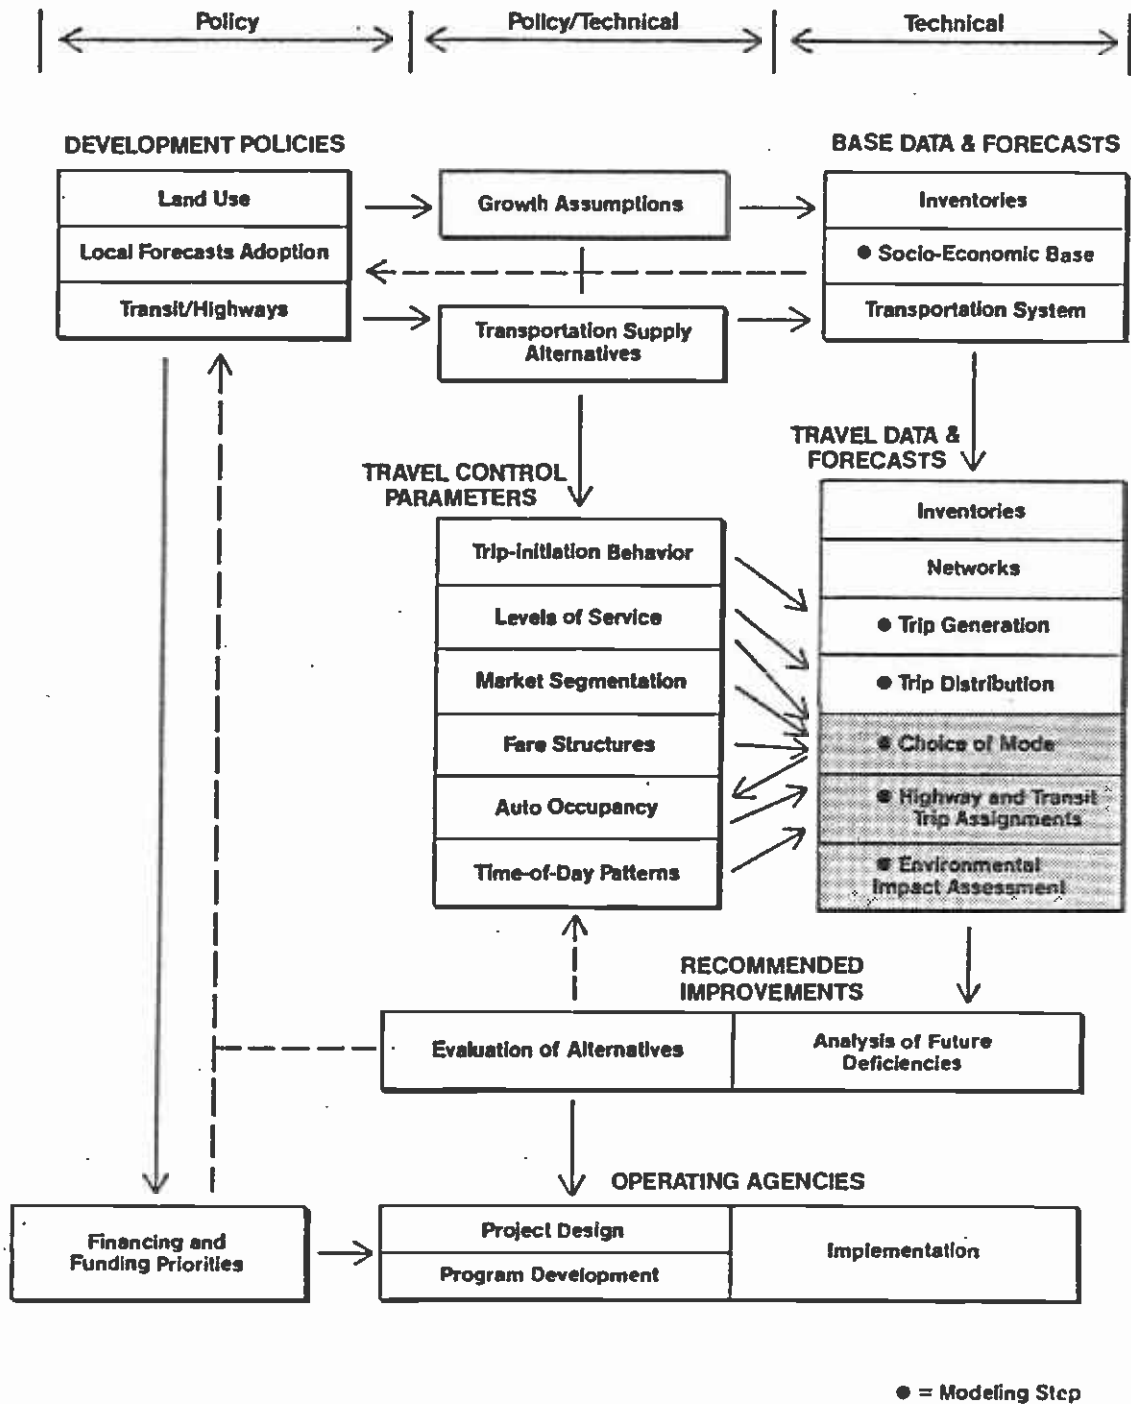 Policy
Policy/Technical
Technical
DEVELOPMENT POLICIES
BASE DATA & FORECASTS
Land Use
Local Forecasts Adoption
Transit/Highways
Growth Assumptions
Transportation Supply
Alternatives
Inventories
● Socio-Economic Base
Transportation System
TRAVEL CONTROL
PARAMETERS
Trip-initiation Behavior
Levels of Service
Market Segmentation
Fare Structures
Auto Occupancy
Time-of-Day Patterns
TRAVEL DATA &
FORECASTS
Inventories
Networks
● Trip Generation
● Trip Distribution
● Choice of Mode
● Highway and Transit
Trip Assignments
● Environmental
Impact Assessment
RECOMMENDED
IMPROVEMENTS
Evaluation of Alternatives
Analysis of Future
Deficiencies
OPERATING AGENCIES
Financing and
Funding Priorities
Project Design
Program Development
Implementation
● = Modeling Step